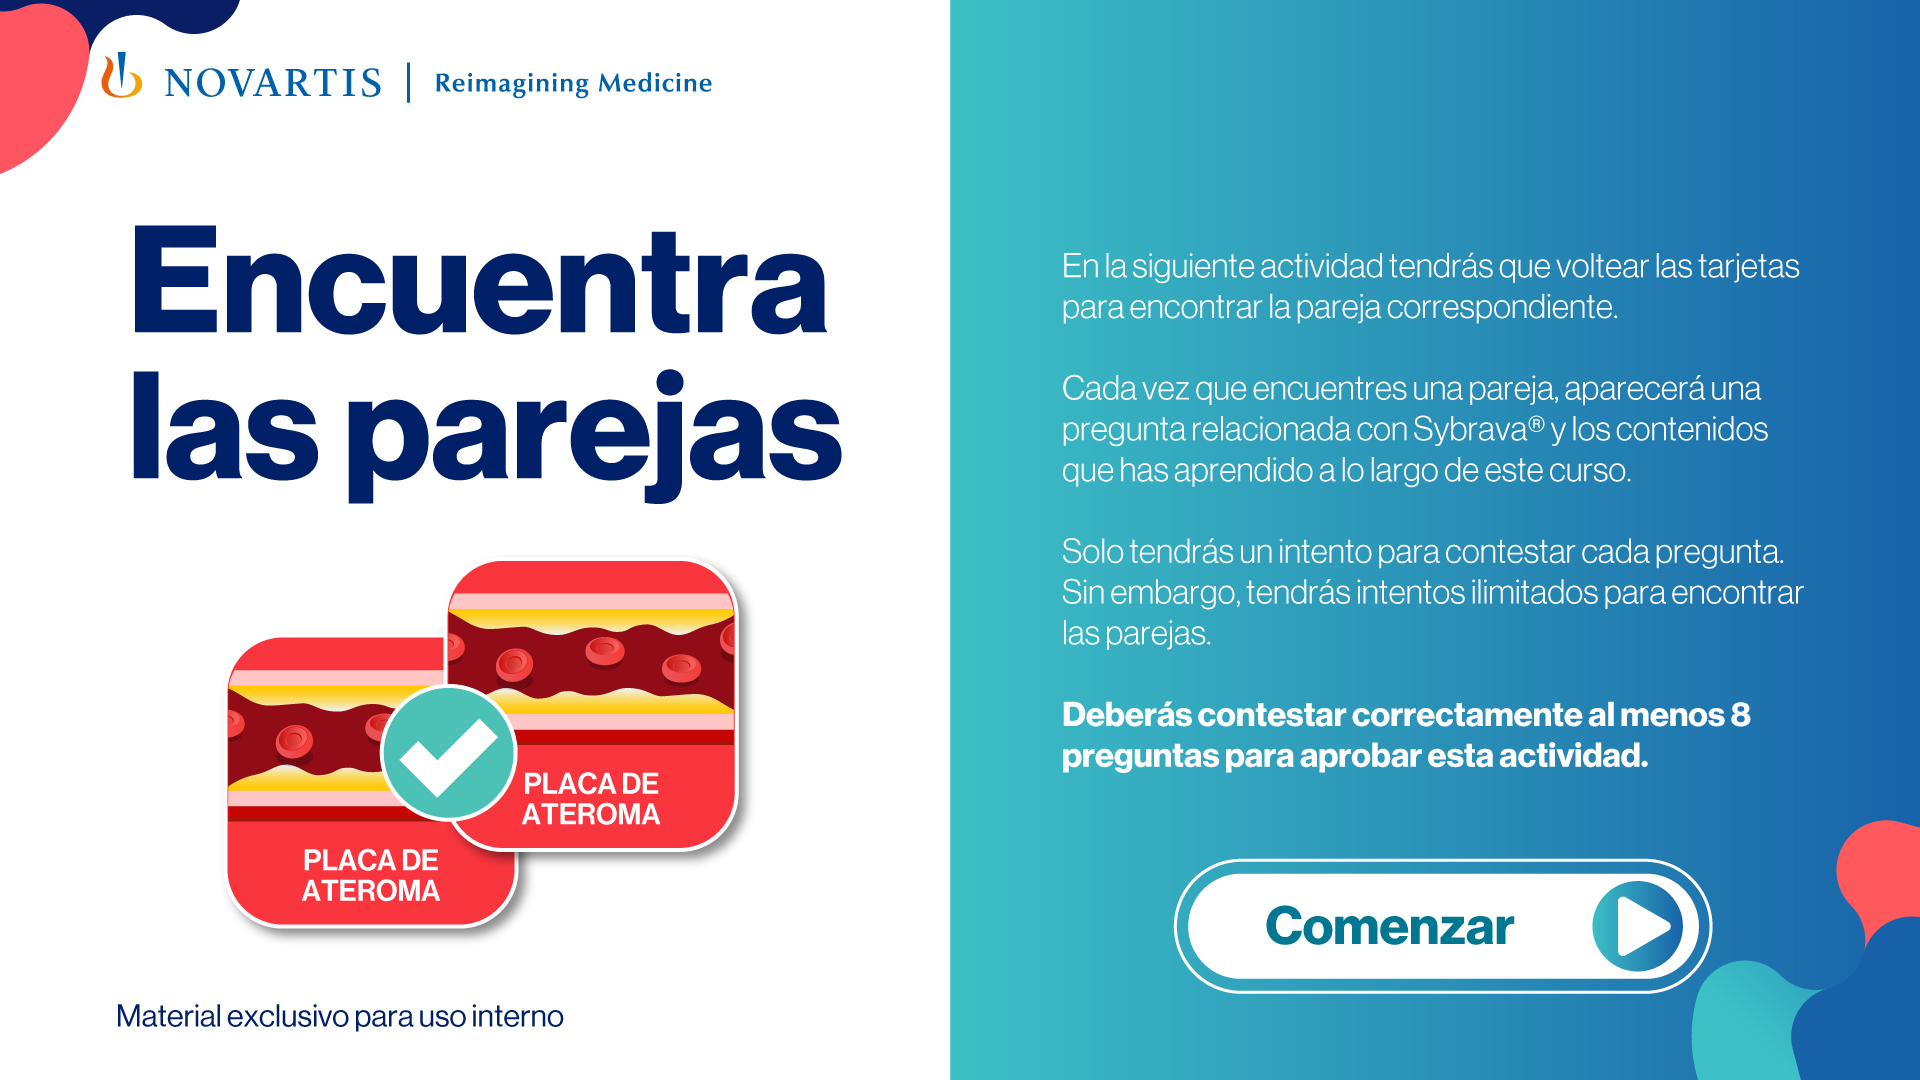 NOVARTIS | Reimagining Medicine
Encuentra
las parejas
PLACA DE
ATEROMA
PLACA DE
ATEROMA
Material exclusivo para uso interno
En la siguiente actividad tendrás que voltear las tarjetas
para encontrar la pareja correspondiente.
Cada vez que encuentres una pareja, aparecerá una
pregunta relacionada con Sybrava® y los contenidos
que has aprendido a lo largo de este curso.
Solo tendrás un intento para contestar cada pregunta.
Sin embargo, tendrás intentos ilimitados para encontrar
las parejas.
Deberás contestar correctamente al menos 8
preguntas para aprobar esta actividad.
Comenzar